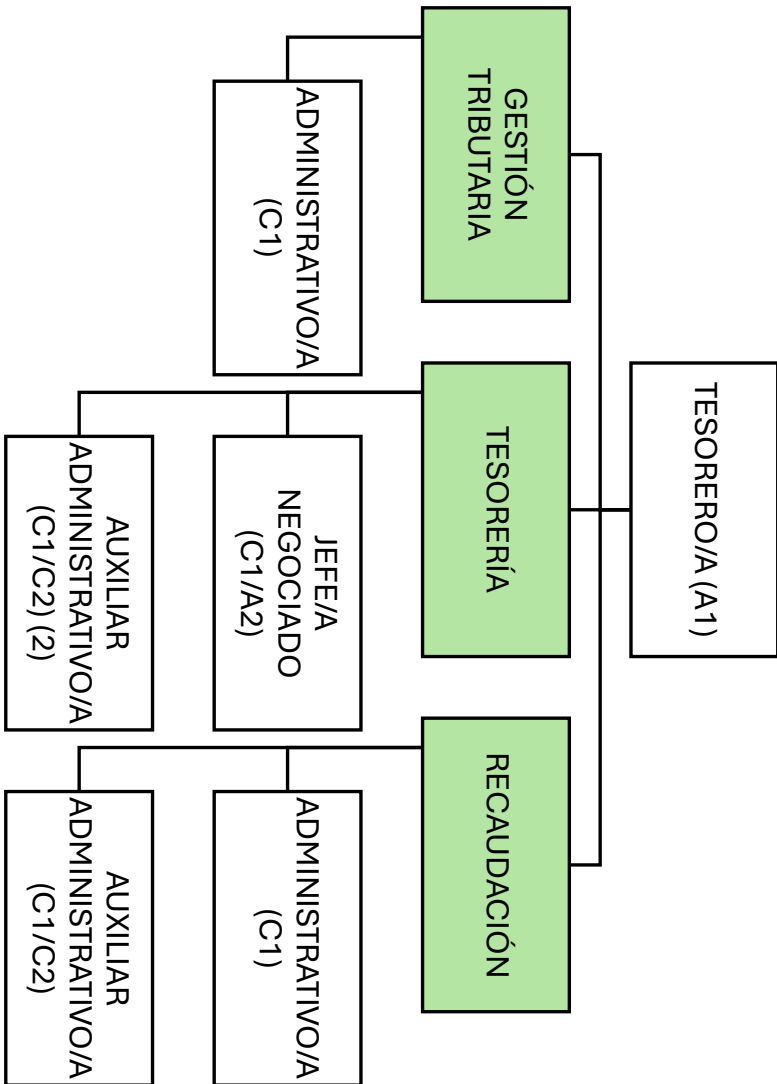 TESORERO/A (A1)
GESTIÓN
TRIBUTARIA
ADMINISTRATIVO/A
(C1)
TESORERÍA
JEFE/A
NEGOCIADO
(C1/A2)
AUXILIAR
ADMINISTRATIVO/A
(C1/C2) (2)
RECAUDACIÓN
ADMINISTRATIVO/A
(C1)
AUXILIAR
ADMINISTRATIVO/A
(C1/C2)